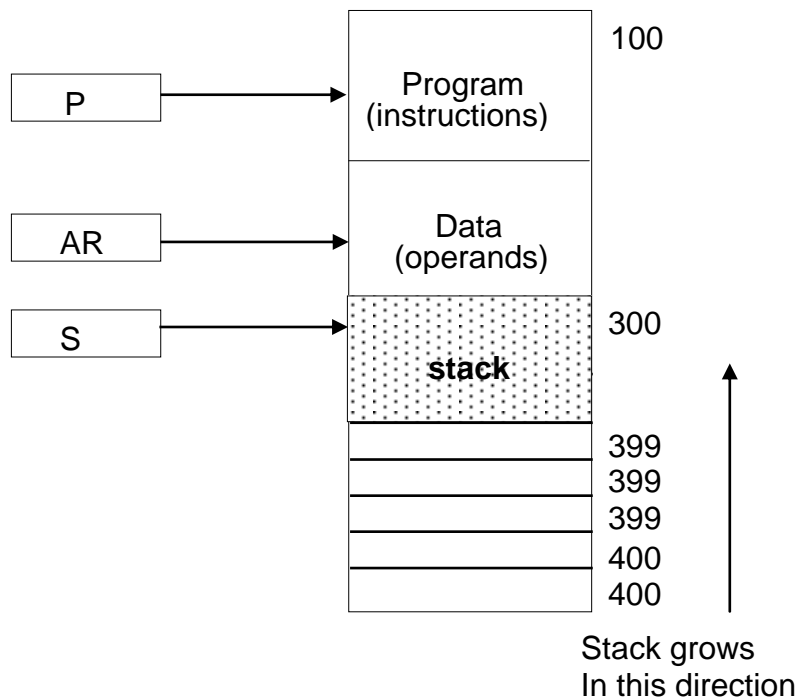 100
Program
(instructions)
P
Data
(operands)
AR
300
S
stack
399
399
399
400
400
Stack grows
In this direction